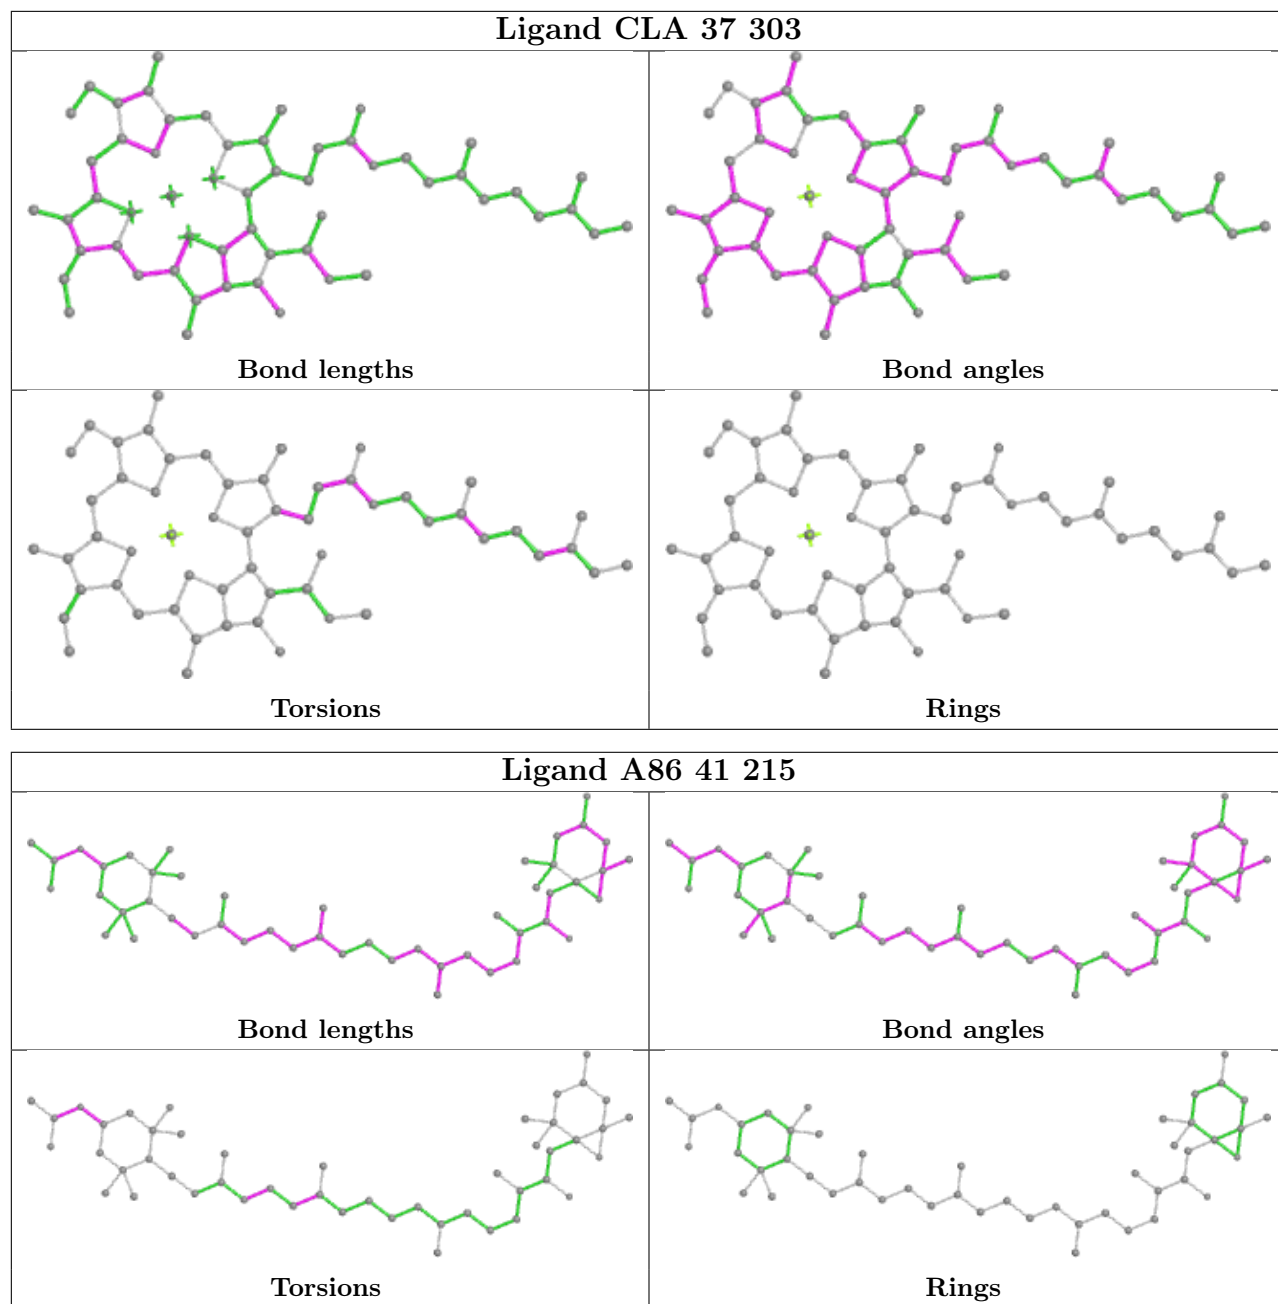 Ligand CLA 37 303
Bond lengths
Bond angles
Torsions
Rings
Ligand A86 41 215
Bond lengths
Bond angles
Torsions
Rings